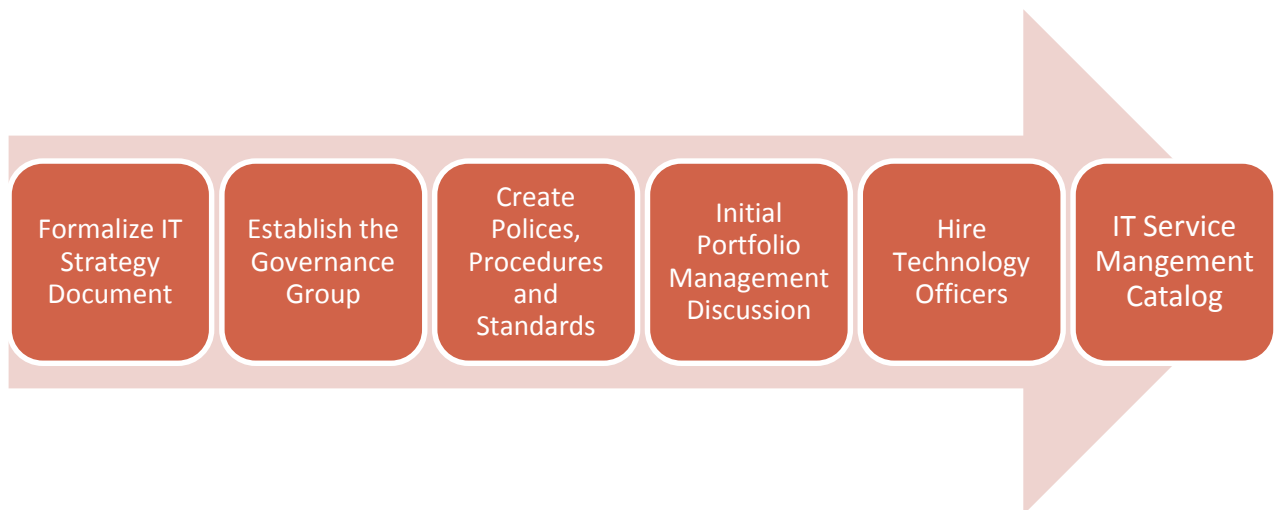 Formalize IT
Strategy
Document
Establish the
Governance
Group
Create
Polices,
Procedures
and
Standards
Initial
Portfolio
Management
Discussion
Hire
Technology
Officers
IT Service
Mangement
Catalog